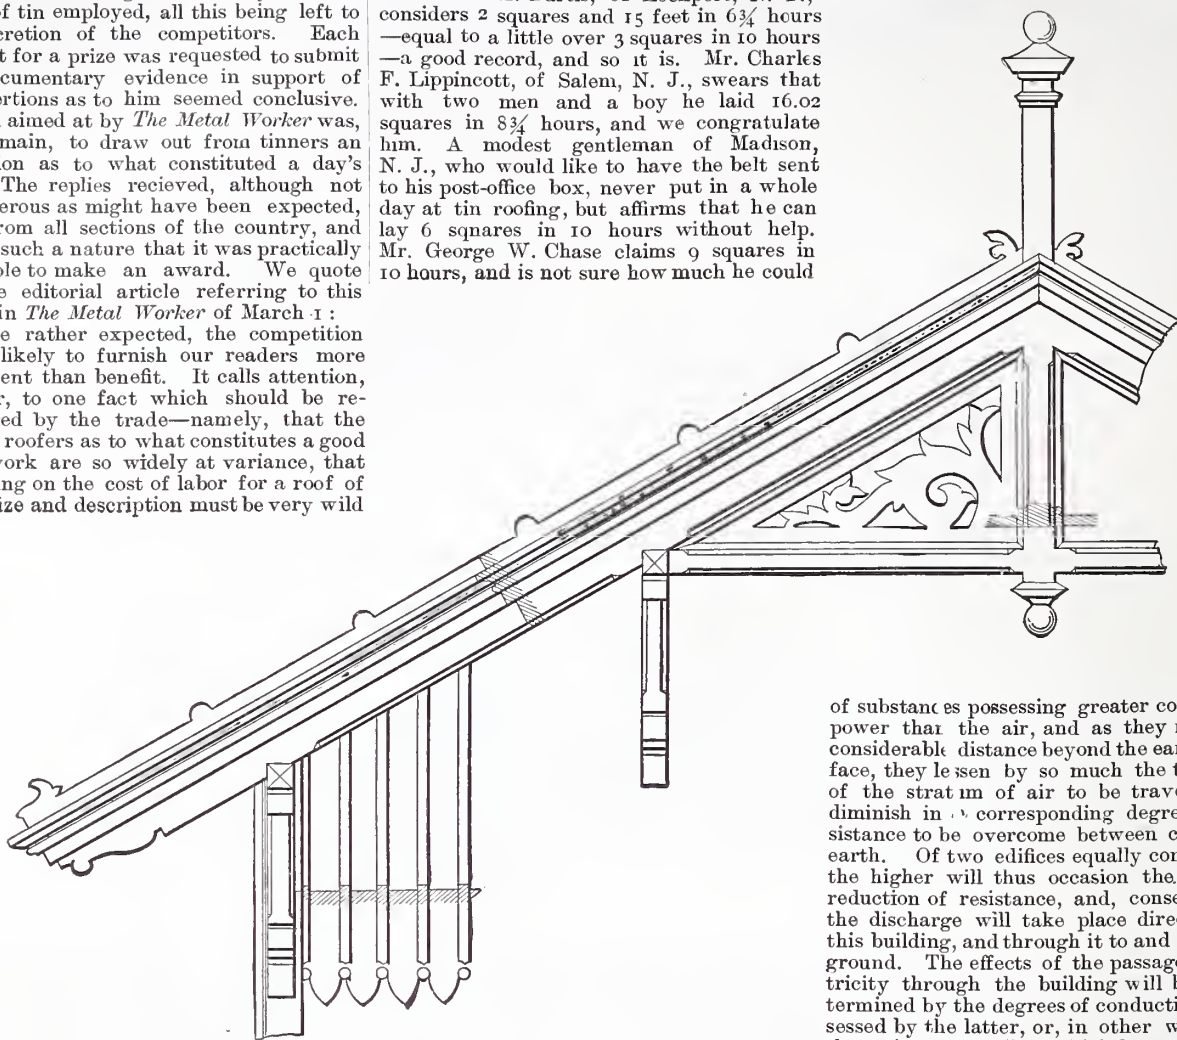 of tin employed, all this being left to
cretion of the competitors. Each
t for a prize was requested to submit
cumentary evidence in support of
ertions as to him seemed conclusive.
aimed at by The Metal Worker was,
main, to draw out from tinners an
on as to what constituted a day's
The replies recieved, although not
erous as might have been expected,
rom all sections of the country, and
such a nature that it was practically
ble to make an award. We quote
e editorial article referring to this
in The Metal Worker of March 1 :
e rather expected, the competition
likely to furnish our readers more
ent than benefit. It calls attention,
r, to one fact which should be re-
ed by the trade—namely, that the
roofers as to what constitutes a good
work are so widely at variance, that
ng on the cost of labor for a roof of
ize and description must be very wild
considers 2 squares and 15 feet in 6¾ hours
—equal to a little over 3 squares in 10 hours
—a good record, and so it is. Mr. Charles
F. Lippincott, of Salem, N. J., swears that
with two men and a boy he laid 16.02
squares in 8¾ hours, and we congratulate
him. A modest gentleman of Madison,
N. J., who would like to have the belt sent
to his post-office box, never put in a whole
day at tin roofing, but affirms that he can
lay 6 sqnares in 10 hours without help.
Mr. George W. Chase claims 9 squares in
10 hours, and is not sure how much he could
of substances possessing greater co
power than the air, and as they
considerable distance beyond the ear
face, they lessen by so much the t
of the stratum of air to be trave
diminish in corresponding degre
sistance to be overcome between c
earth. Of two edifices equally con
the higher will thus occasion the
reduction of resistance, and, conse
the discharge will take place dire
this building, and through it to and
ground. The effects of the passage
tricity through the building will b
termined by the degrees of conducti
sessed by the latter, or, in other w